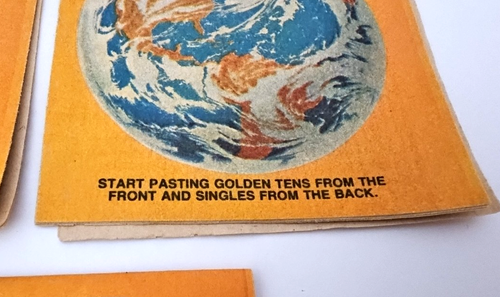 START PASTING GOLDEN TENS FROM THE
FRONT AND SINGLES FROM THE BACK.